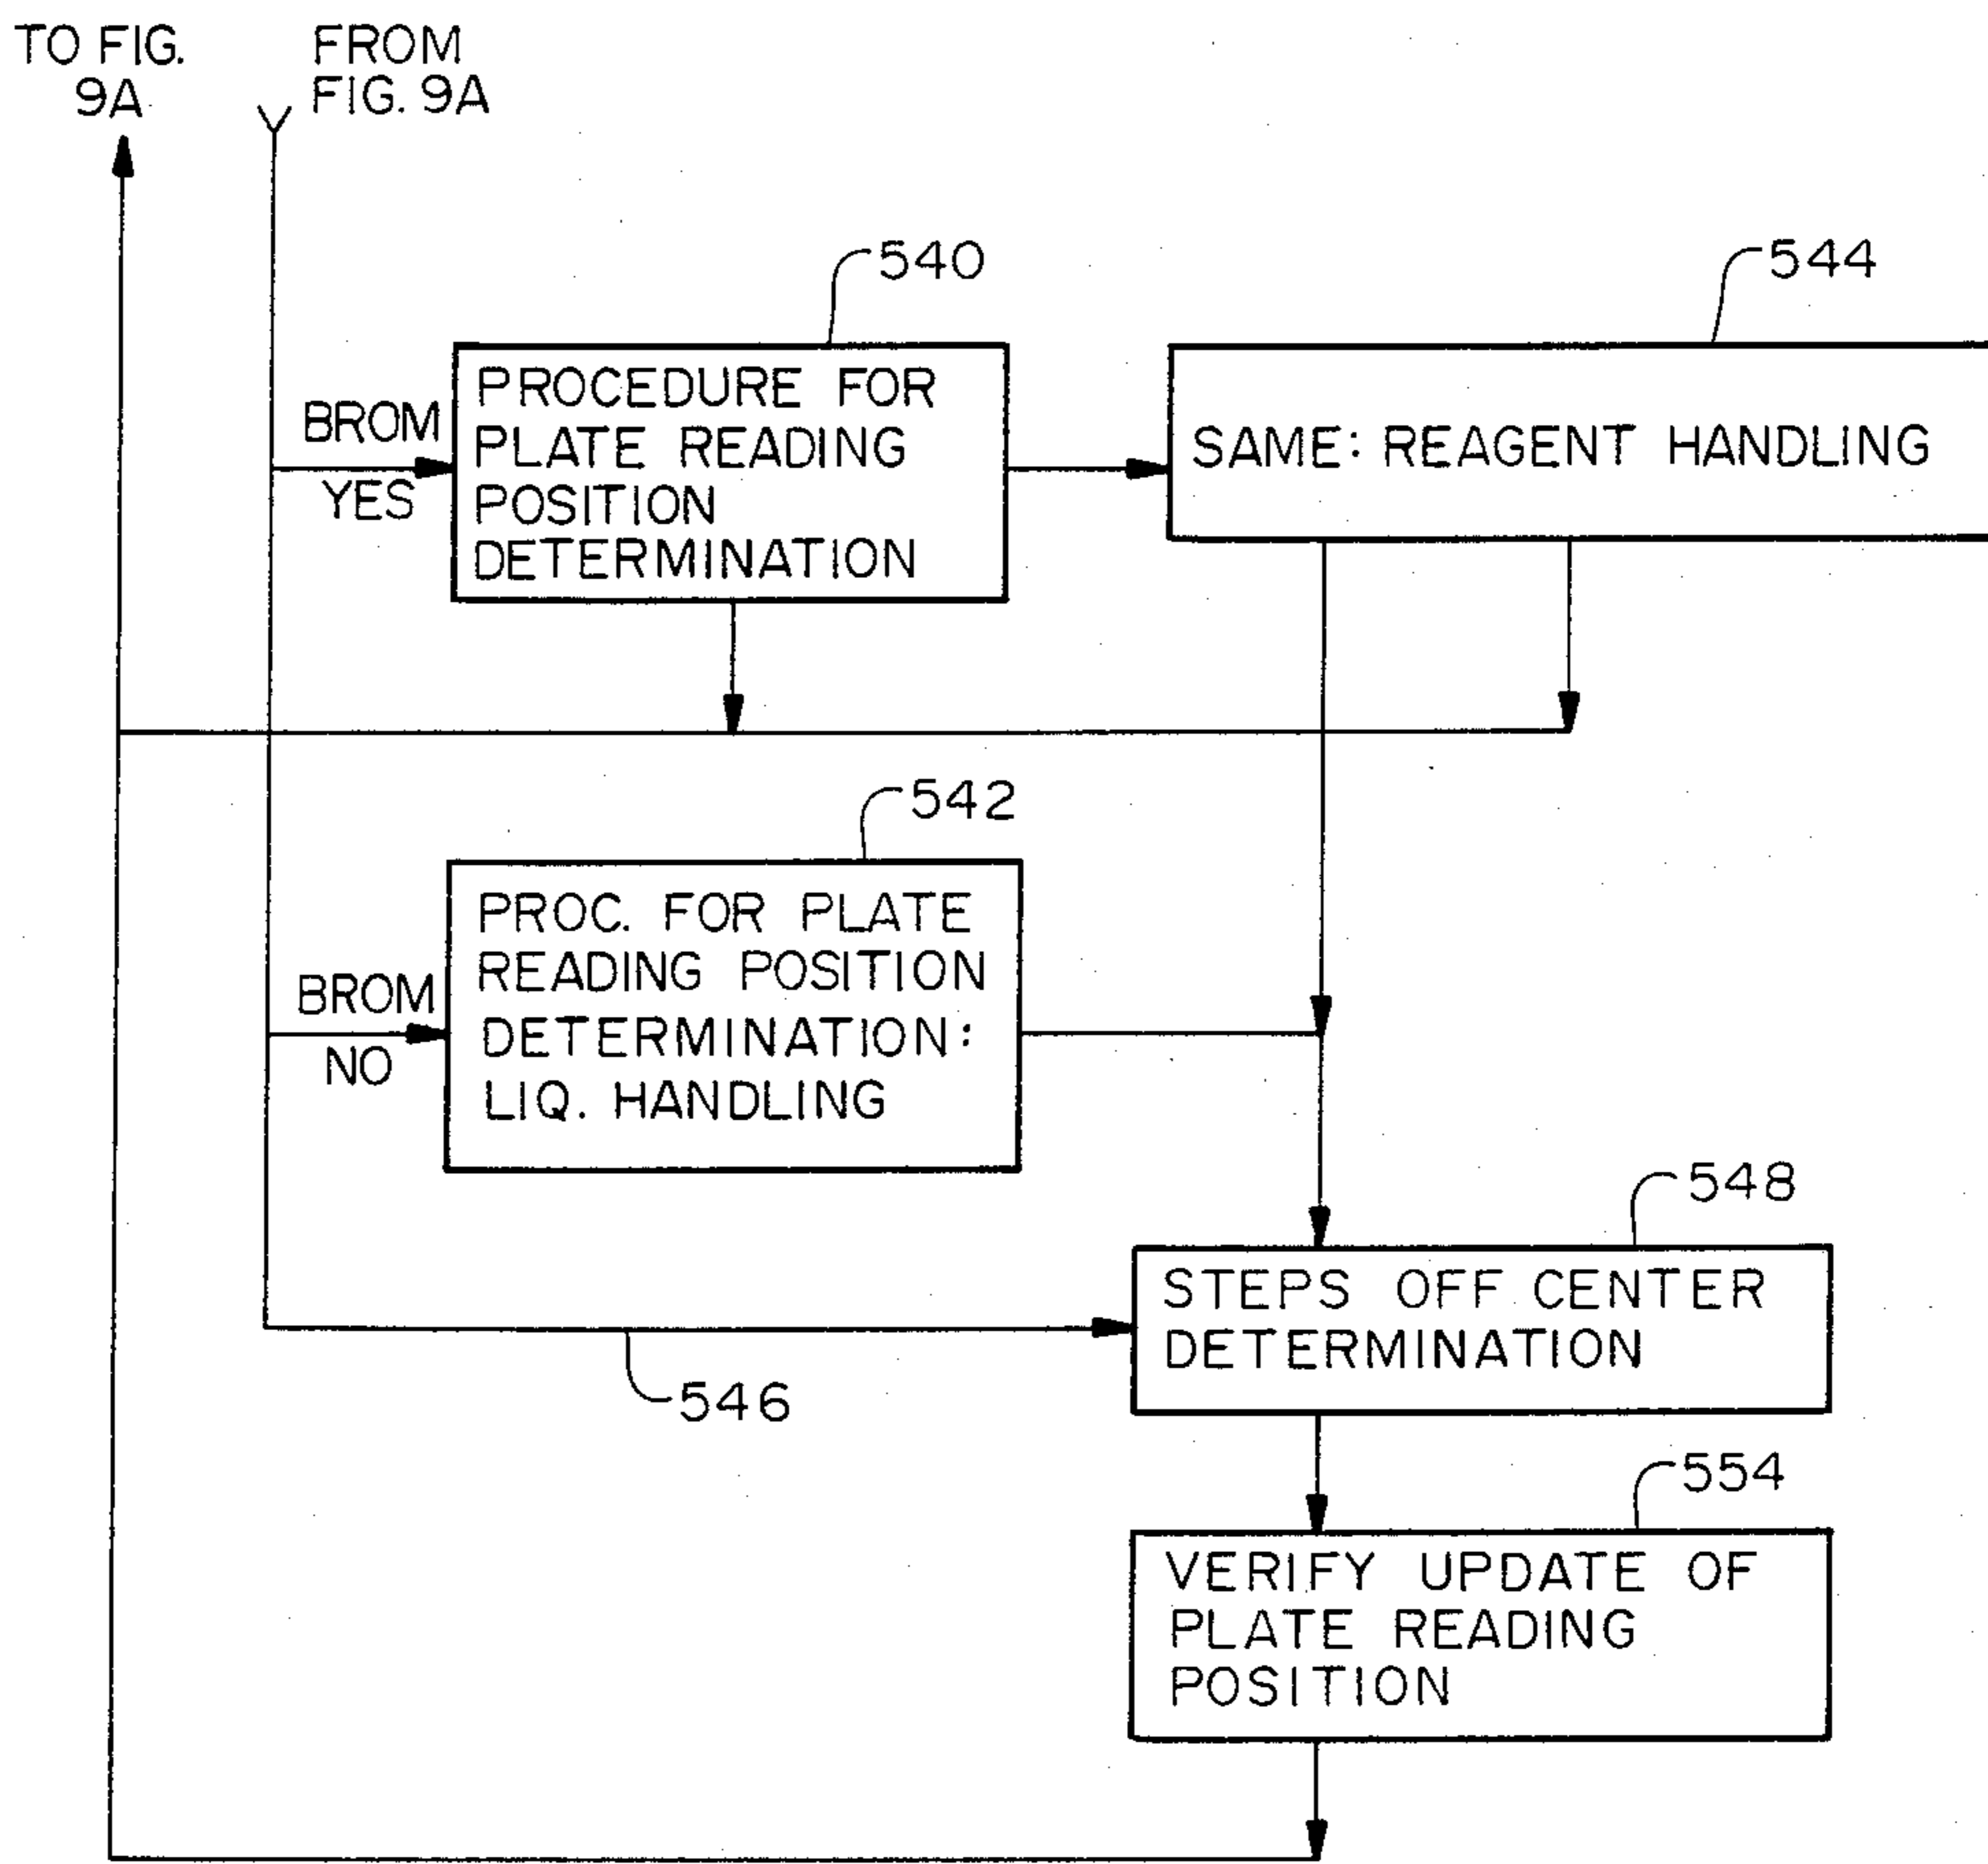 TO FIG.
9A
FROM
FIG. 9A
540
544
BROM
YES
PROCEDURE FOR
PLATE READING
POSITION
DETERMINATION
SAME: REAGENT HANDLING
542
BROM
NO
PROC. FOR PLATE
READING POSITION
DETERMINATION:
LIQ. HANDLING
548
546
STEPS OFF CENTER
DETERMINATION
554
VERIFY UPDATE OF
PLATE READING
POSITION